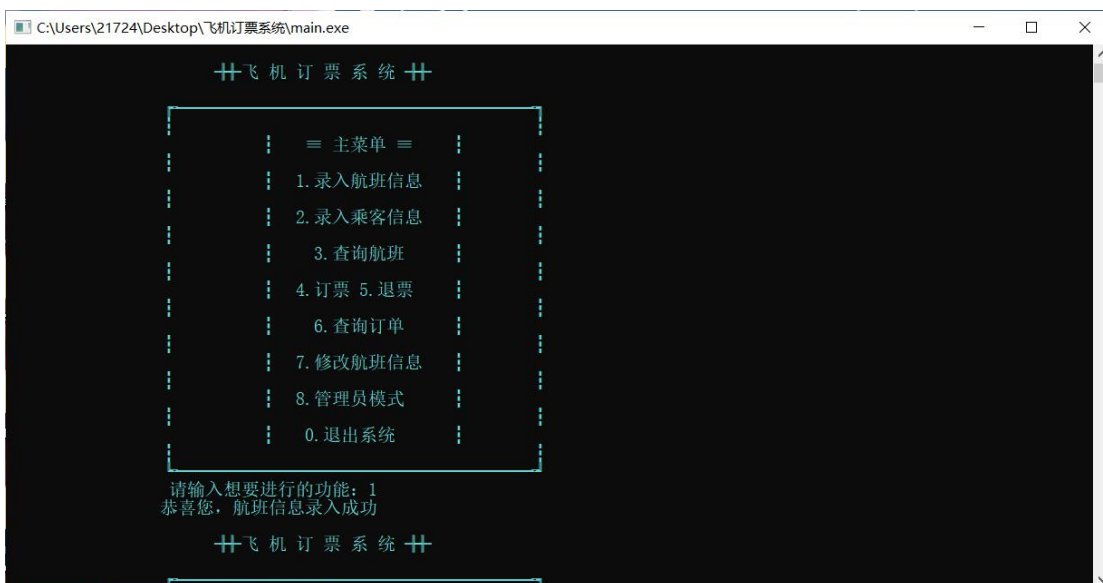 C:\Users\21724\Desktop\飞机订票系统\main.exe
╫飞 机 订 票 系 统╫
═ 主菜单 ═
1.录入航班信息
2.录入乘客信息
3.查询航班
4.订票 5.退票
6.查询订单
7.修改航班信息
8.管理员模式
0.退出系统
请输入想要进行的功能：1
恭喜您，航班信息录入成功
╫飞 机 订 票 系 统╫